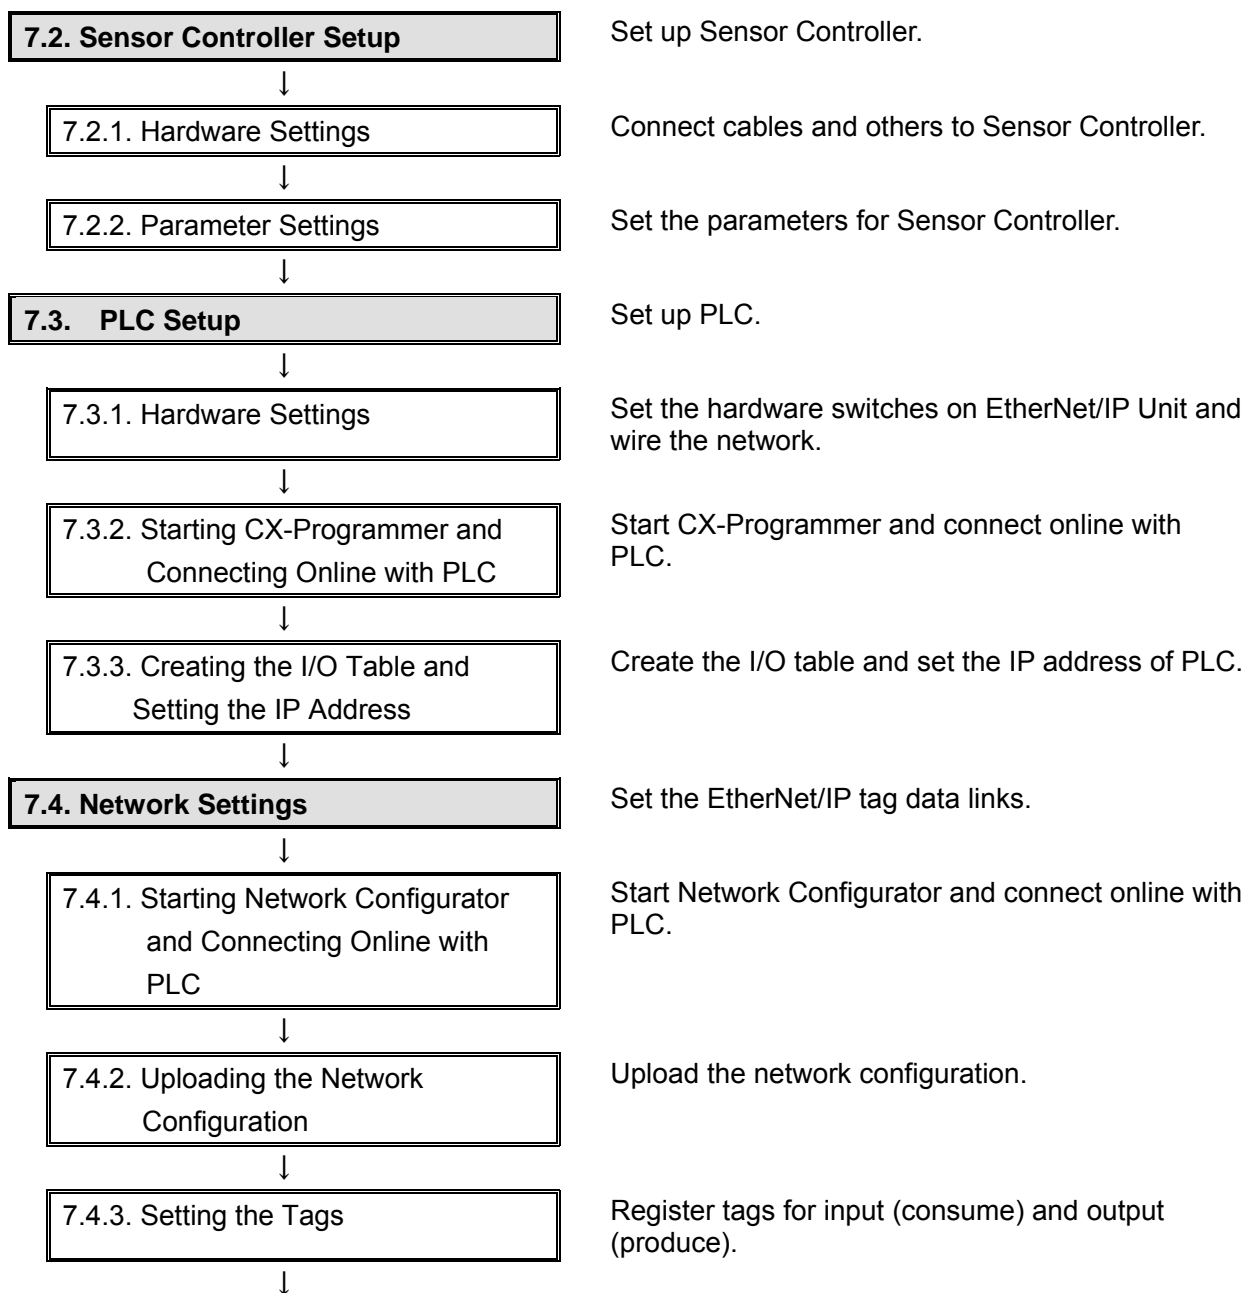 7.2. Sensor Controller Setup
Set up Sensor Controller.
↓
7.2.1. Hardware Settings
Connect cables and others to Sensor Controller.
↓
7.2.2. Parameter Settings
Set the parameters for Sensor Controller.
↓
7.3. PLC Setup
Set up PLC.
↓
7.3.1. Hardware Settings
Set the hardware switches on EtherNet/IP Unit and
wire the network.
↓
7.3.2. Starting CX-Programmer and
Connecting Online with PLC
Start CX-Programmer and connect online with
PLC.
↓
7.3.3. Creating the I/O Table and
Setting the IP Address
Create the I/O table and set the IP address of PLC.
↓
7.4. Network Settings
Set the EtherNet/IP tag data links.
↓
7.4.1. Starting Network Configurator
and Connecting Online with
PLC
Start Network Configurator and connect online with
PLC.
↓
7.4.2. Uploading the Network
Configuration
Upload the network configuration.
↓
7.4.3. Setting the Tags
Register tags for input (consume) and output
(produce).
↓